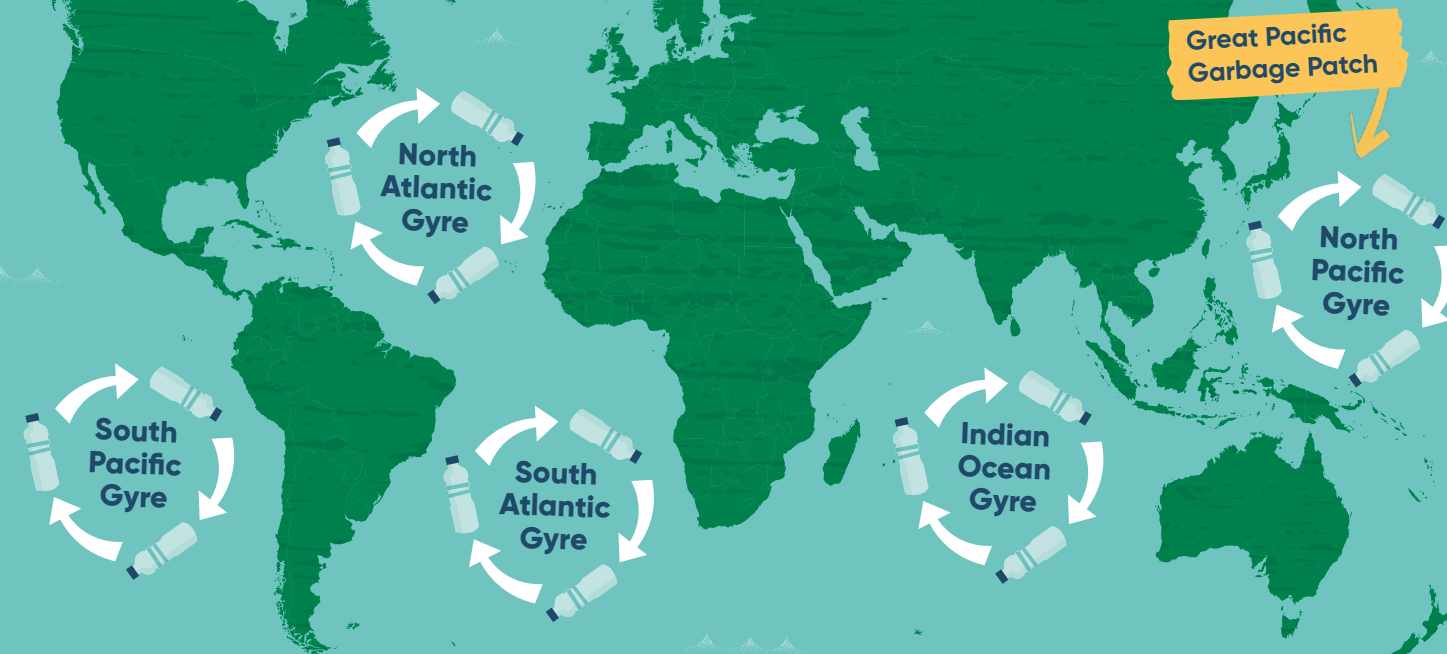 Great Pacific
Garbage Patch
North
Atlantic
Gyre
North
Pacific
Gyre
South
Pacific
Gyre
South
Atlantic
Gyre
Indian
Ocean
Gyre